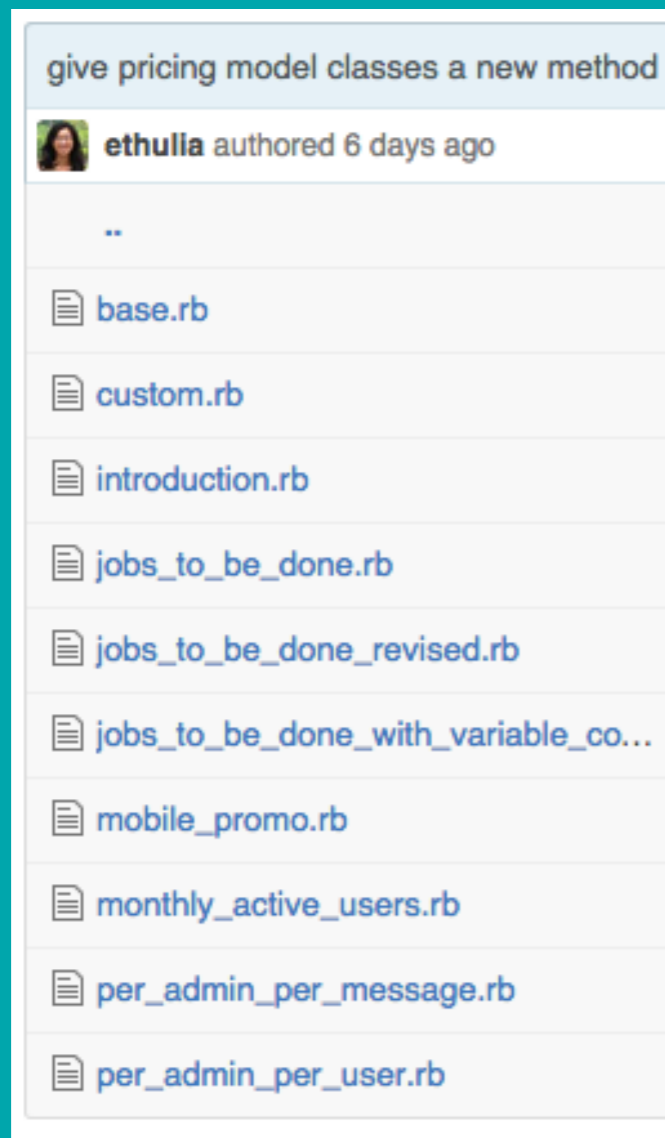 give pricing model classes a new method
ethulia authored 6 days ago
..
base.rb
custom.rb
introduction.rb
jobs_to_be_done.rb
jobs_to_be_done_revised.rb
jobs_to_be_done_with_variable_co...
mobile_promo.rb
monthly_active_users.rb
per_admin_per_message.rb
per_admin_per_user.rb